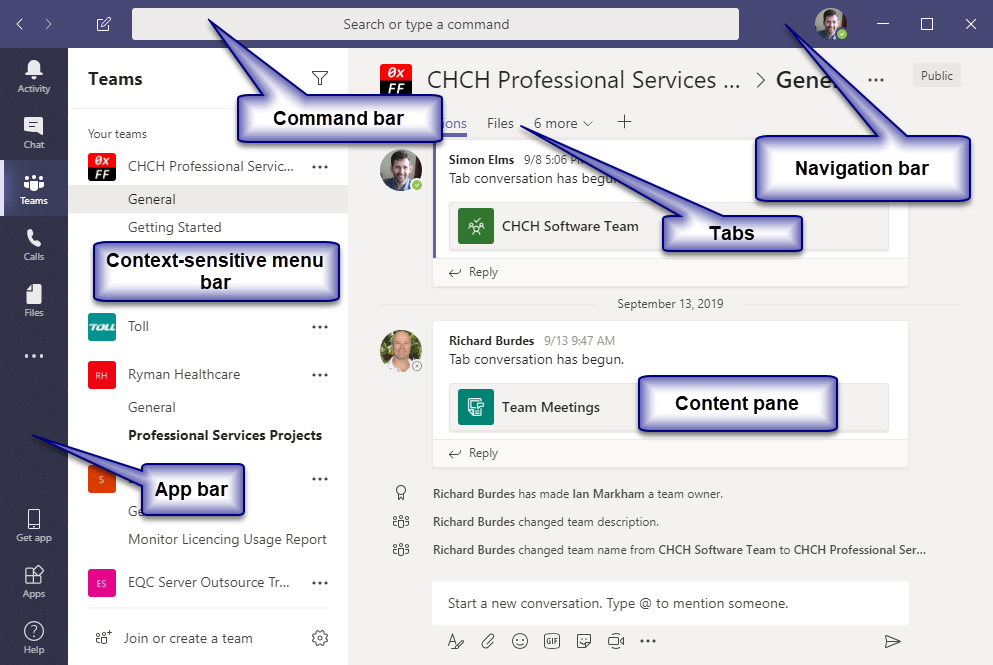 Search or type a command
Activity
Chat
Teams
Calls
Files
Get app
Apps
Help
Teams
Your teams
0x
FF
CHCH Professional Servic...
General
Getting Started
Context-sensitive menu
bar
TOLL
Toll
RH
Ryman Healthcare
General
Professional Services Projects
S
App bar
Monitor Licencing Usage Report
ES
EQC Server Outsource Tr...
Join or create a team
Command bar
0x
FF
CHCH Professional Services ... > Gene
Public
Files
6 more
Navigation bar
Tabs
Simon Elms 9/8 5:06
Tab conversation has
CHCH Software Team
Reply
September 13, 2019
Richard Burdes 9/13 9:47 AM
Tab conversation has begun.
Team Meetings
Content pane
Reply
Richard Burdes has made Ian Markham a team owner.
Richard Burdes changed team description.
Richard Burdes changed team name from CHCH Software Team to CHCH Professional Ser...
Start a new conversation. Type @ to mention someone.
GIF